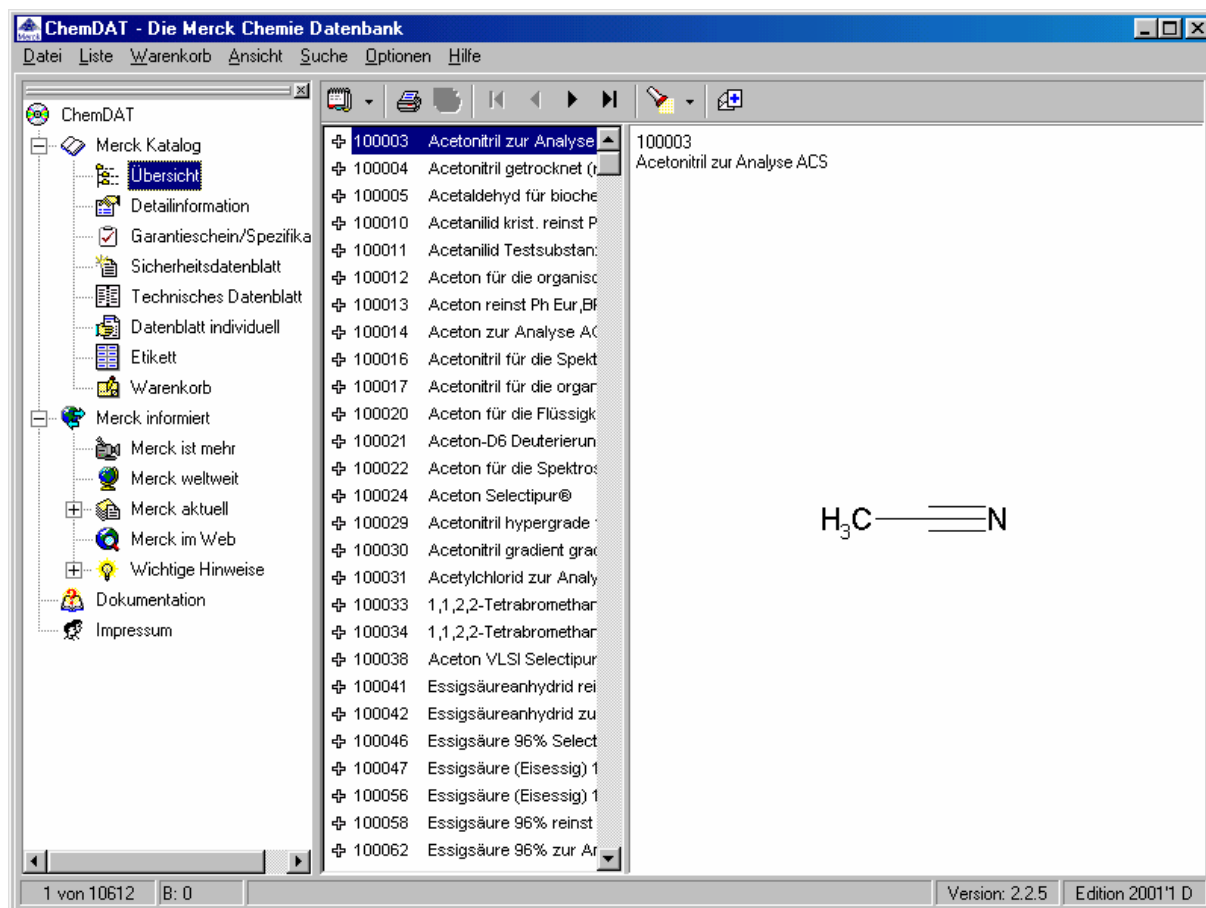 ChemDAT - Die Merck Chemie Datenbank
Datei Liste Warenkorb Ansicht Suche Optionen Hilfe
ChemDAT
Merck Katalog
Übersicht
Detailinformation
Garantieschein/Spezifika
Sicherheitsdatenblatt
Technisches Datenblatt
Datenblatt individuell
Etikett
Warenkorb
Merck informiert
Merck ist mehr
Merck weltweit
Merck aktuell
Merck im Web
Wichtige Hinweise
Dokumentation
Impressum
100003 Acetonitril zur Analyse
100004 Acetonitril getrocknet (
100005 Acetaldehyd für bioche
100010 Acetanilid krist. reinst P
100011 Acetanilid Testsubstan
100012 Aceton für die organisc
100013 Aceton reinst Ph Eur,B
100014 Aceton zur Analyse AC
100016 Acetonitril für die Spekt
100017 Acetonitril für die organ
100020 Aceton für die Flüssigk
100021 Aceton-D6 Deuterierun
100022 Aceton für die Spektros
100024 Aceton Selectipur®
100029 Acetonitril hypergrade
100030 Acetonitril gradient grad
100031 Acetylchlorid zur Analy
100033 1,1,2,2-Tetrabromethan
100034 1,1,2,2-Tetrabromethan
100038 Aceton VLSI Selectipur
100041 Essigsäureanhydrid rei
100042 Essigsäureanhydrid zu
100046 Essigsäure 96% Select
100047 Essigsäure (Eisessig) 1
100056 Essigsäure (Eisessig) 1
100058 Essigsäure 96% reinst
100062 Essigsäure 96% zur An
100003
Acetonitril zur Analyse ACS
H₃C N
1 von 10612 B: 0 Version: 2.2.5 Edition 2001'1 D